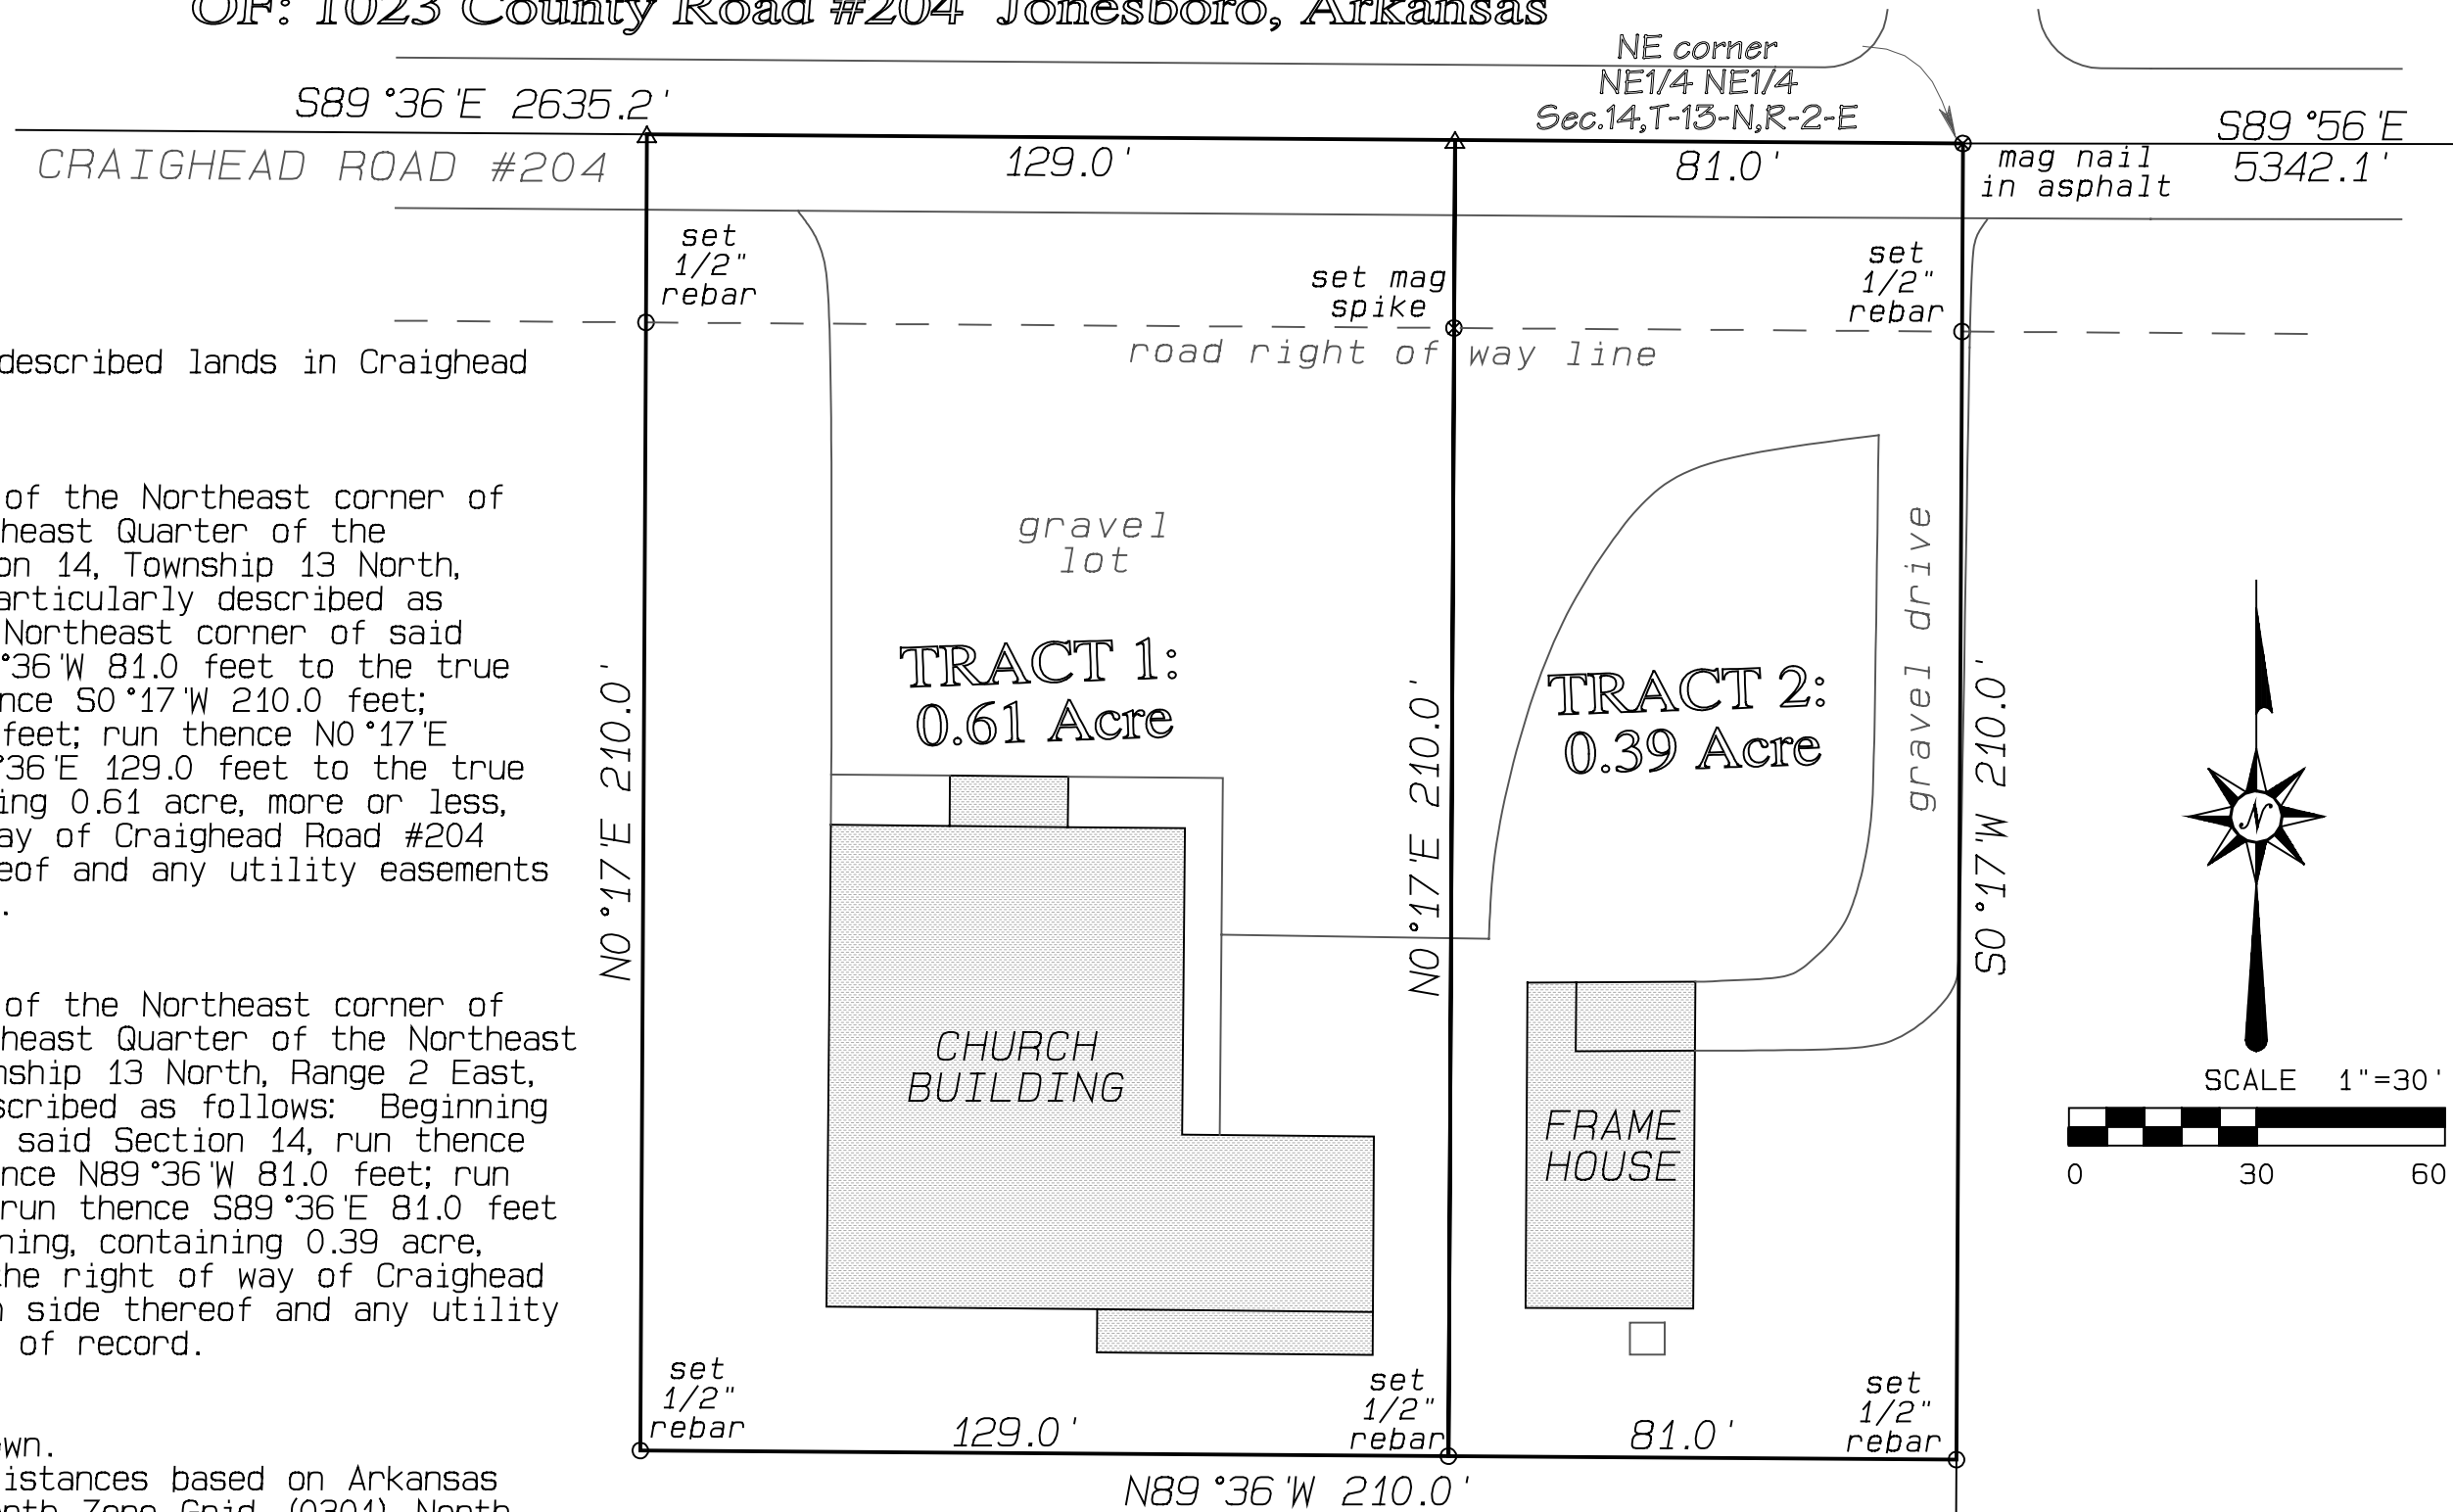 OF: 1023 County Road #204 Jonesboro, Arkansas
NE corner
NE1/4 NE1/4
Sec.14,T-13-N,R-2-E
S89°36'E 2635.2'
S89°56'E
5342.1'
CRAIGHEAD ROAD #204
129.0'
81.0'
mag nail
in asphalt
set
1/2"
rebar
set mag
spike
set
1/2"
rebar
road right of way line
described lands in Craighead
of the Northeast corner of
heast Quarter of the
on 14, Township 13 North,
articularly described as
Northeast corner of said
°36'W 81.0 feet to the true
nce S0°17'W 210.0 feet;
feet; run thence N0°17'E
°36'E 129.0 feet to the true
ing 0.61 acre, more or less,
ay of Craighead Road #204
eof and any utility easements
.
of the Northeast corner of
heast Quarter of the Northeast
nship 13 North, Range 2 East,
scribed as follows: Beginning
said Section 14, run thence
nce N89°36'W 81.0 feet; run
run thence S89°36'E 81.0 feet
ning, containing 0.39 acre,
the right of way of Craighead
side thereof and any utility
of record.
own.
istances based on Arkansas
North Zone Grid, (0301) North
gravel
lot
TRACT 1:
0.61 Acre
TRACT 2:
0.39 Acre
gravel drive
N0°17'E 210.0'
N0°17'E 210.0'
S0°17'W 210.0'
N
CHURCH
BUILDING
FRAME
HOUSE
SCALE 1"=30'
0 30 60
set
1/2"
rebar
set
1/2"
rebar
set
1/2"
rebar
129.0'
81.0'
N89°36'W 210.0'